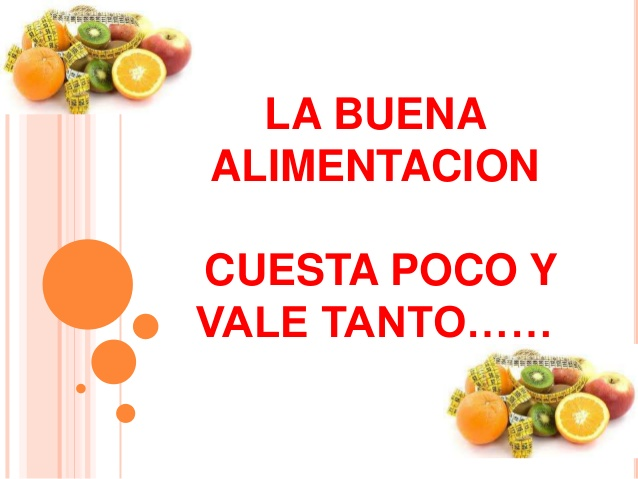 LA BUENA
ALIMENTACION
CUESTA POCO Y
VALE TANTO……